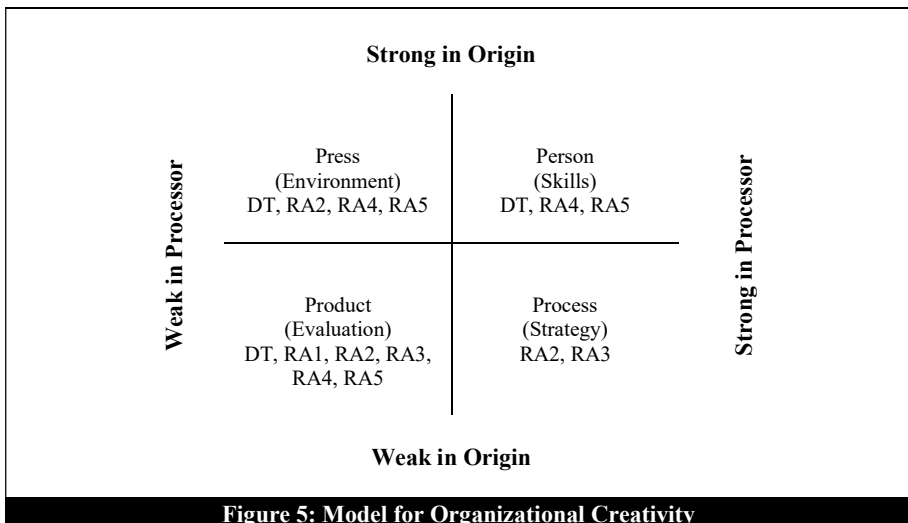 Strong in Origin
Weak in Processor
Press
(Environment)
DT, RA2, RA4, RA5
Person
(Skills)
DT, RA4, RA5
Product
(Evaluation)
DT, RA1, RA2, RA3,
RA4, RA5
Process
(Strategy)
RA2, RA3
Strong in Processor
Weak in Origin
Figure 5: Model for Organizational Creativity